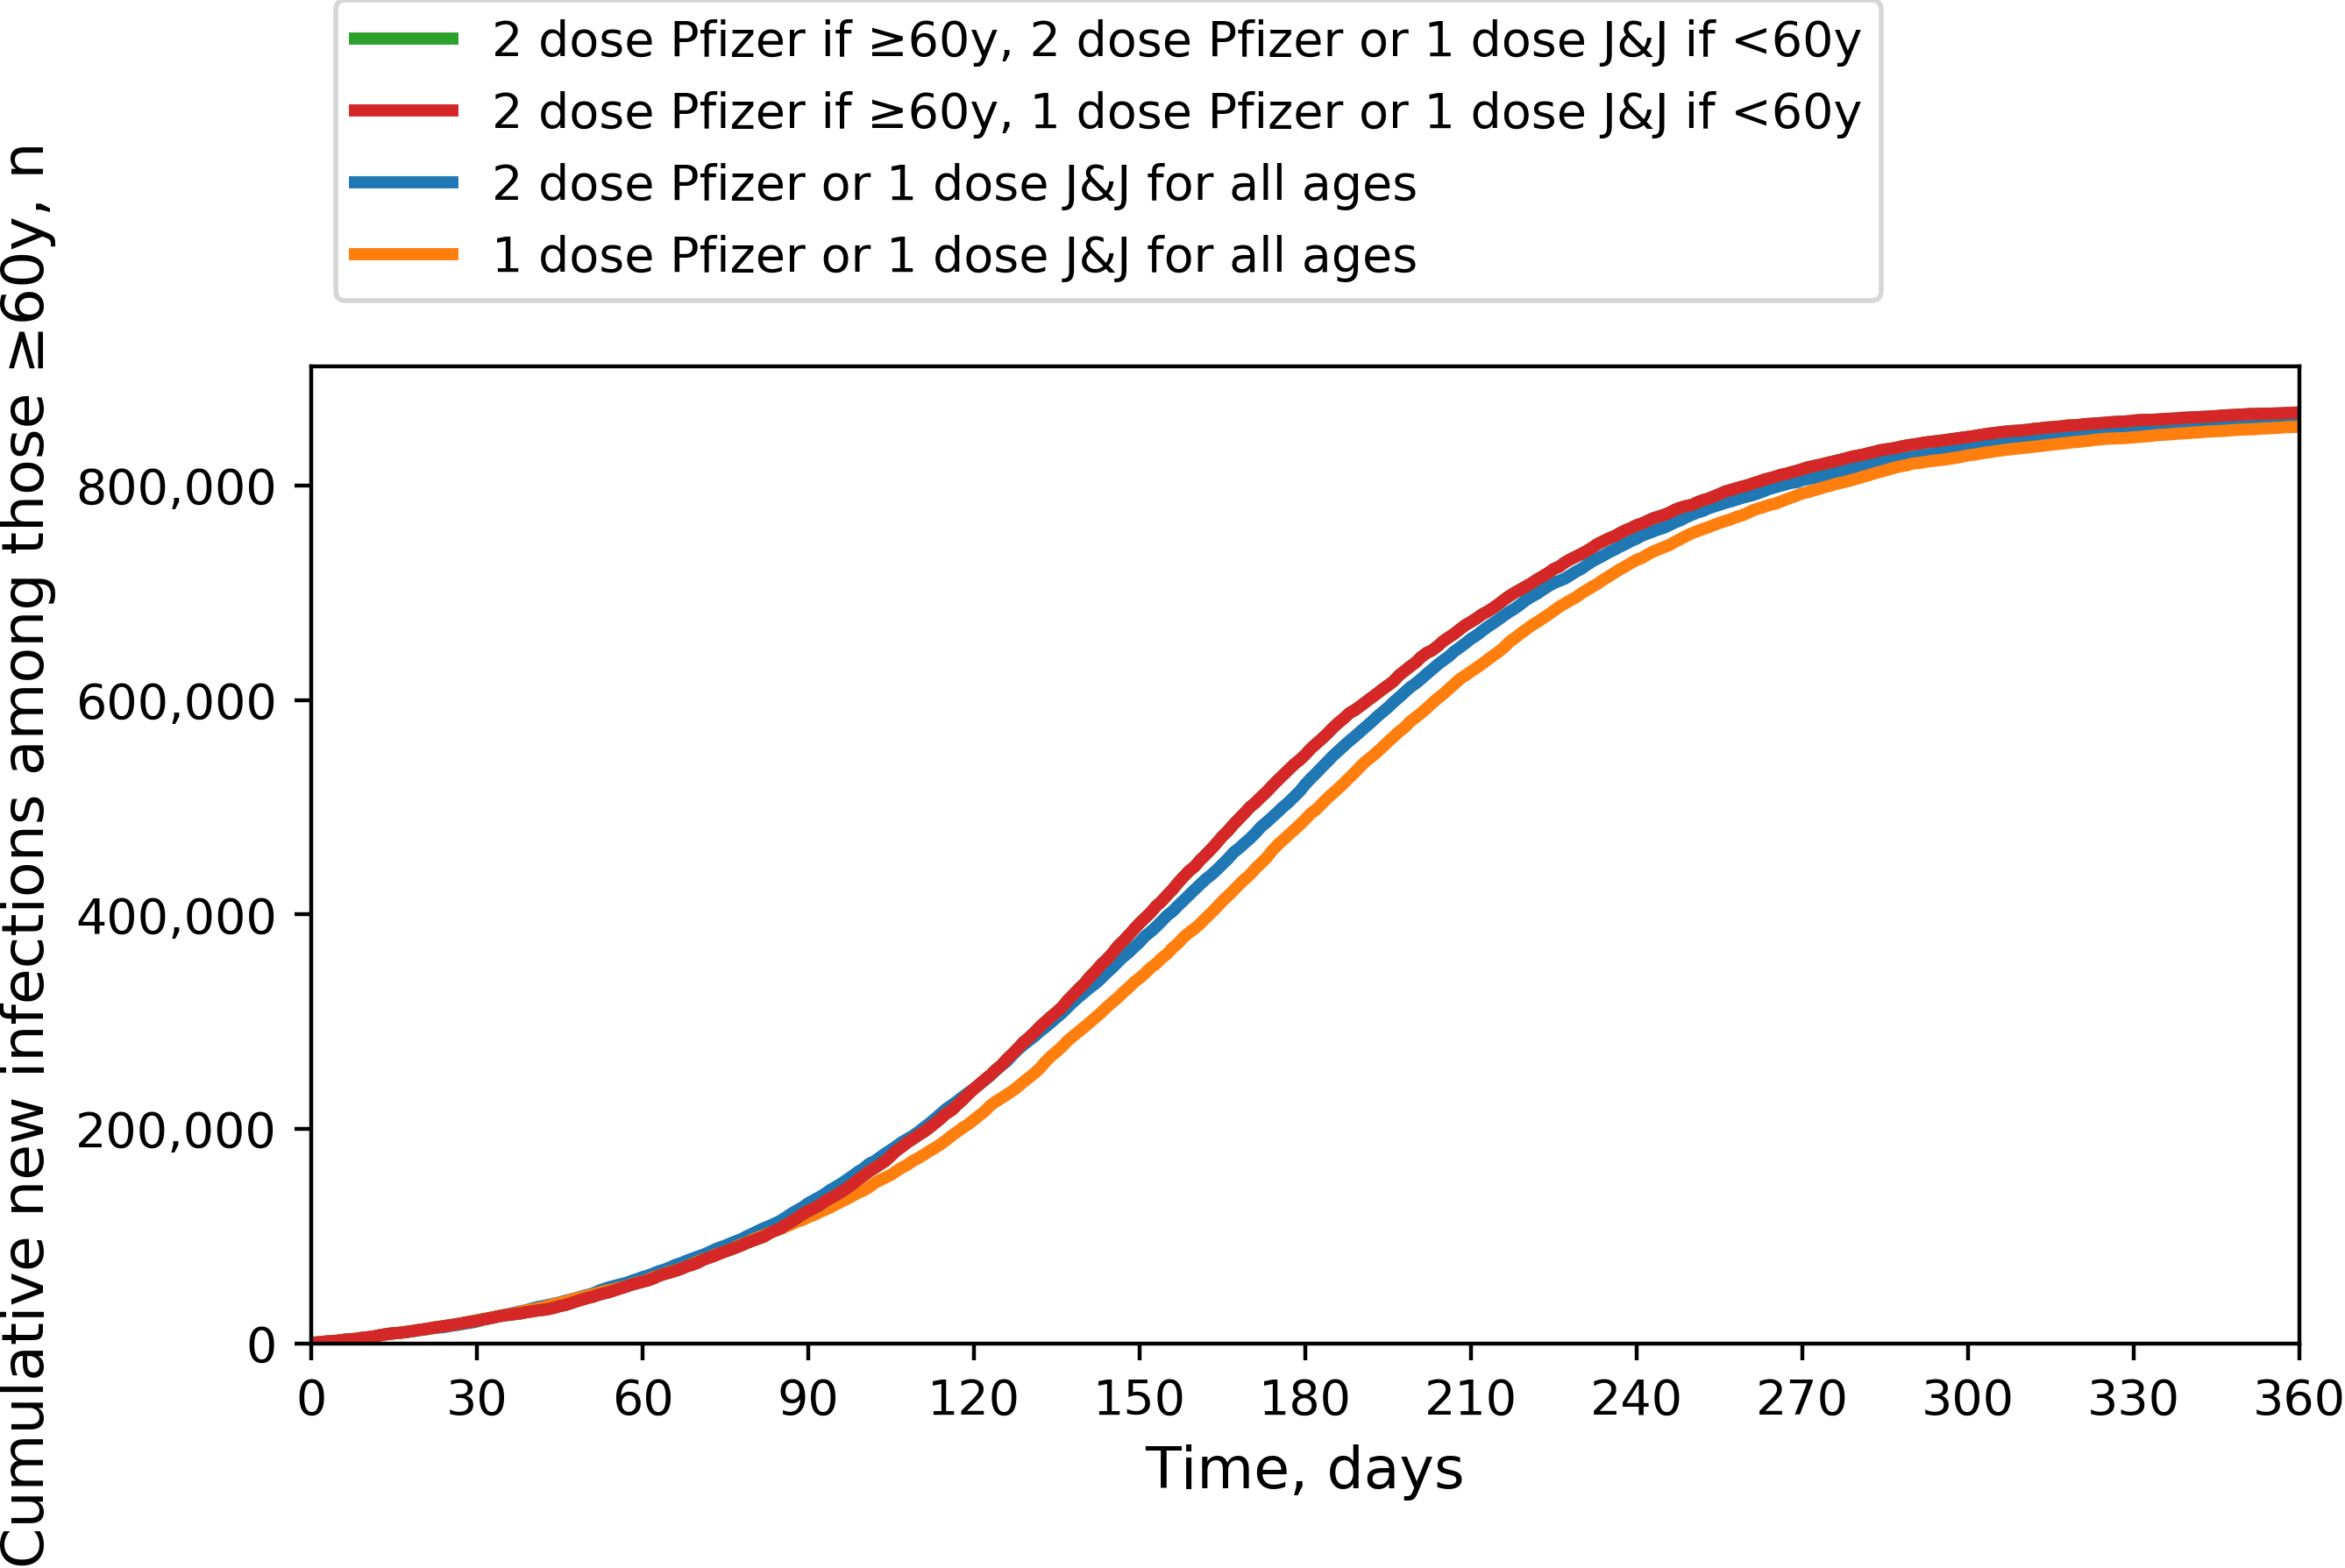 2 dose Pfizer if ≥60y, 2 dose Pfizer or 1 dose J&J if <60y
2 dose Pfizer if ≥60y, 1 dose Pfizer or 1 dose J&J if <60y
2 dose Pfizer or 1 dose J&J for all ages
1 dose Pfizer or 1 dose J&J for all ages
Cumulative new infections among those ≥60y, n
800,000
600,000
400,000
200,000
0
0 30 60 90 120 150 180 210 240 270 300 330 360
Time, days